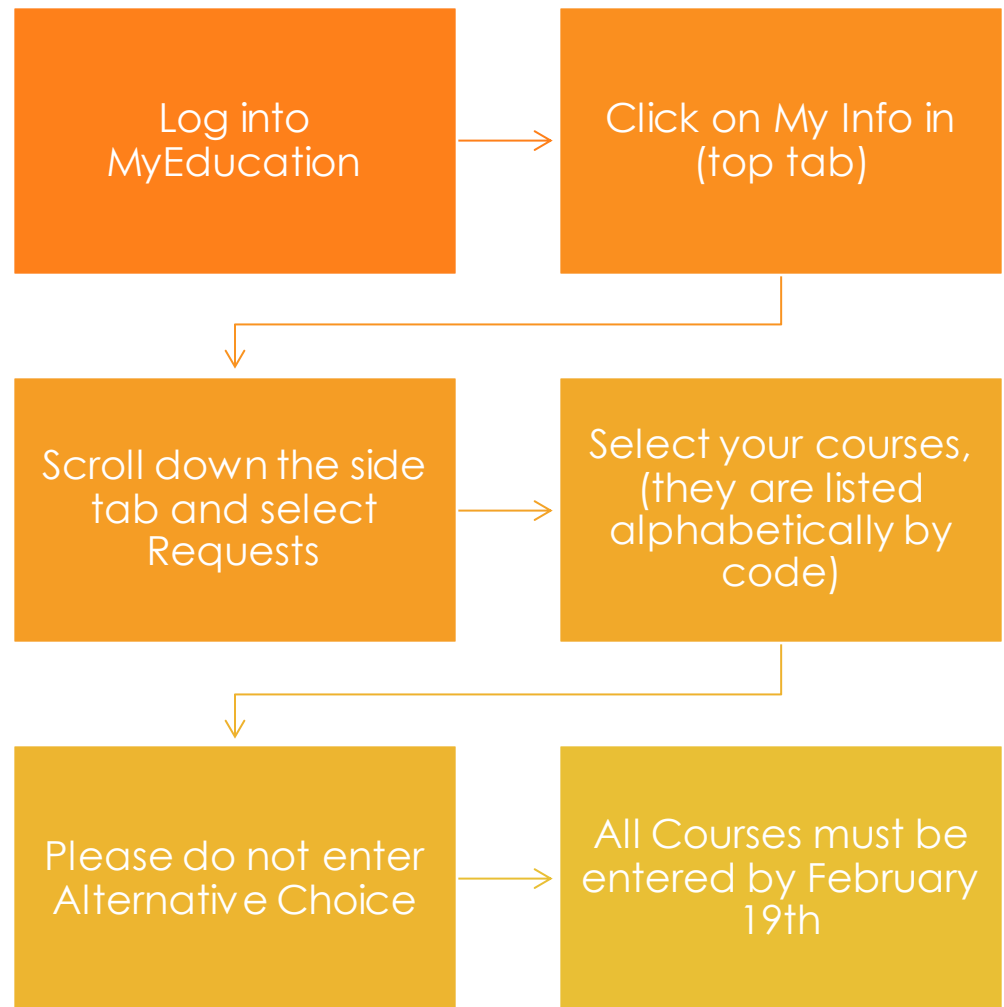 Log into
MyEducation
Click on My Info in
(top tab)
Scroll down the side
tab and select
Requests
Select your courses,
(they are listed
alphabetically by
code)
Please do not enter
Alternative Choice
All Courses must be
entered by February
19th